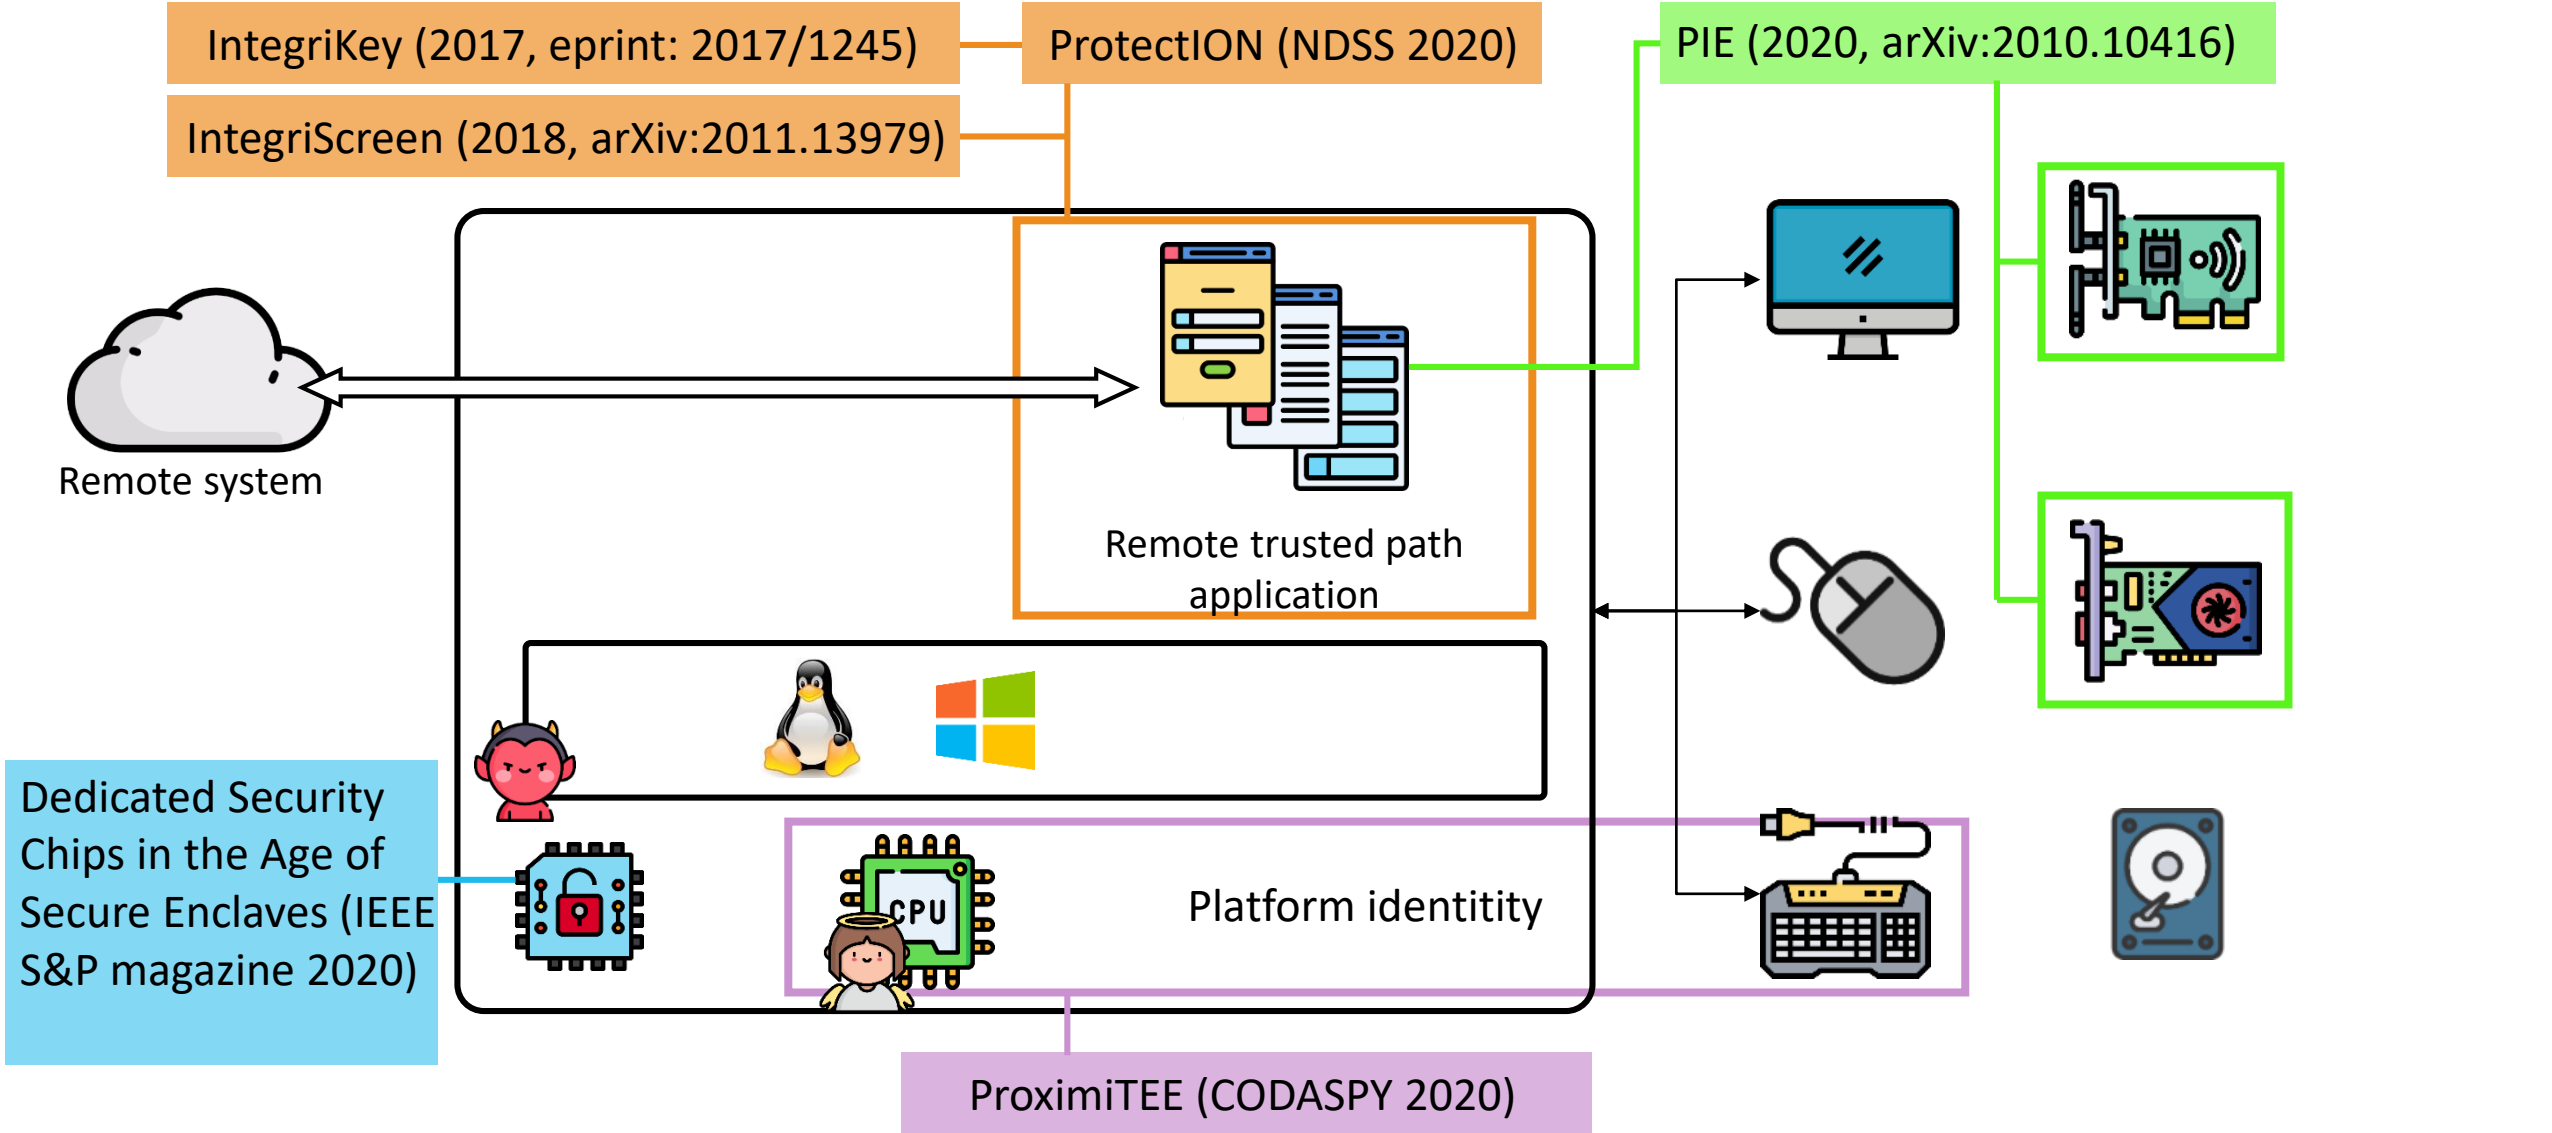 IntegriKey (2017, eprint: 2017/1245)
ProtectION (NDSS 2020)
PIE (2020, arXiv:2010.10416)
IntegriScreen (2018, arXiv:2011.13979)
Remote system
Remote trusted path
application
Dedicated Security
Chips in the Age of
Secure Enclaves (IEEE
S&P magazine 2020)
CPU
Platform identitity
ProximiTEE (CODASPY 2020)